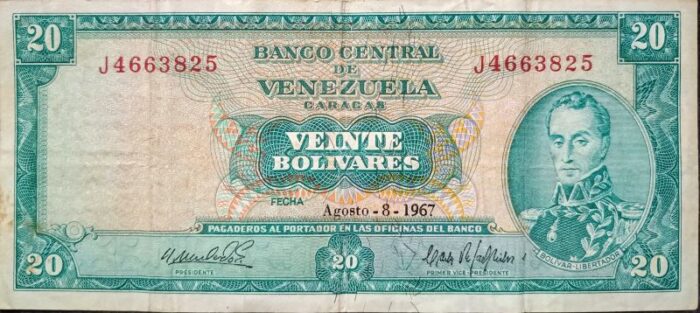 20 20
J4663825 BANCO CENTRAL J4663825
DE
VENEZUELA
CARACAS
VEINTE
BOLIVARES
FECHA
Agosto-8-1967
PAGADEROS AL PORTADOR EN LAS OFICINAS DEL BANCO
BOLIVAR-LIBERTADOR
PRESIDENTE PRIMER VICE-PRESIDENTE
20 20 20